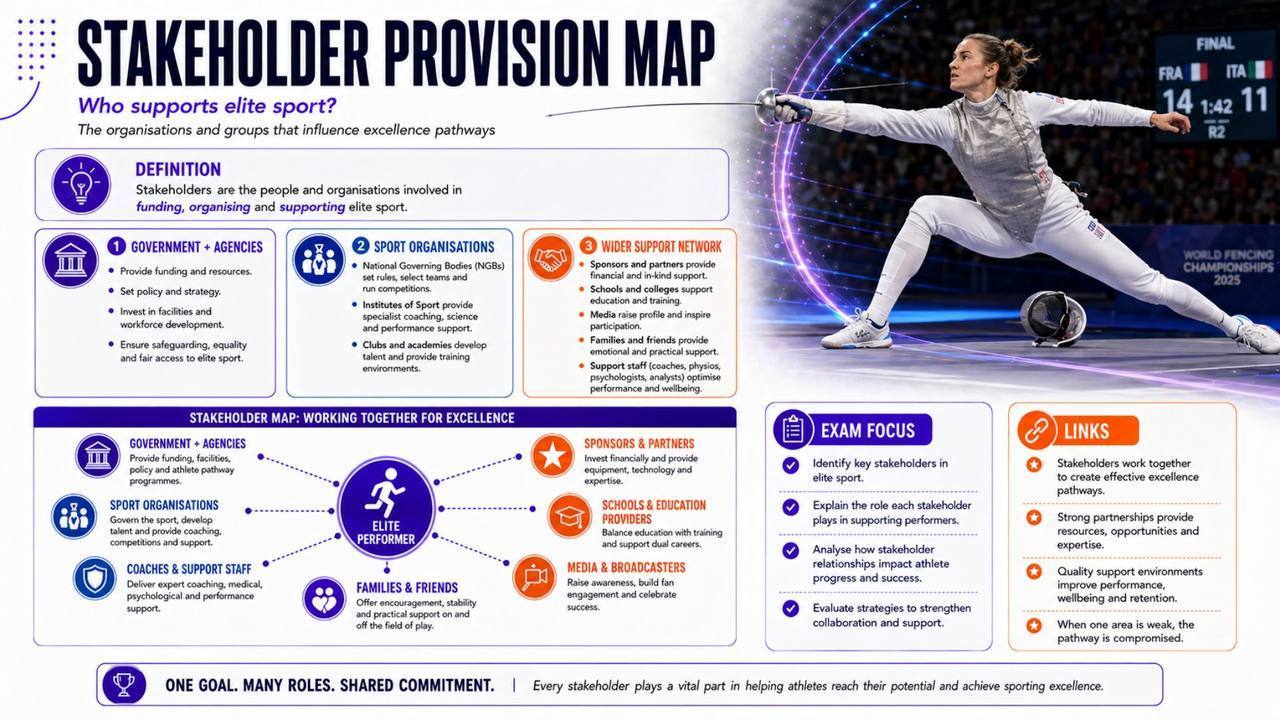 STAKEHOLDER PROVISION MAP
Who supports elite sport?
The organisations and groups that influence excellence pathways
FINAL
FRA ITA
14 1:42 11
R2
WORLD FENCING
CHAMPIONSHIPS
2025
DEFINITION
Stakeholders are the people and organisations involved in
funding, organising and supporting elite sport.
1 GOVERNMENT + AGENCIES
Provide funding and resources.
Set policy and strategy.
Invest in facilities and
workforce development.
Ensure safeguarding, equality
and fair access to elite sport.
2 SPORT ORGANISATIONS
National Governing Bodies (NGBs)
set rules, select teams and
run competitions.
Institutes of Sport provide
specialist coaching, science
and performance support.
Clubs and academies develop
talent and provide training
environments.
3 WIDER SUPPORT NETWORK
Sponsors and partners provide
financial and in-kind support.
Schools and colleges support
education and training.
Media raise profile and inspire
participation.
Families and friends provide
emotional and practical support.
Support staff (coaches, physios,
psychologists, analysts) optimise
performance and wellbeing.
STAKEHOLDER MAP: WORKING TOGETHER FOR EXCELLENCE
GOVERNMENT + AGENCIES
Provide funding, facilities,
policy and athlete pathway
programmes.
SPORT ORGANISATIONS
Govern the sport, develop
talent and provide coaching,
competitions and support.
COACHES & SUPPORT STAFF
Deliver expert coaching, medical,
psychological and performance
support.
ELITE
PERFORMER
FAMILIES & FRIENDS
Offer encouragement, stability
and practical support on and
off the field of play.
SPONSORS & PARTNERS
Invest financially and provide
equipment, technology and
expertise.
SCHOOLS & EDUCATION
PROVIDERS
Balance education with training
and support dual careers.
MEDIA & BROADCASTERS
Raise awareness, build fan
engagement and celebrate
success.
EXAM FOCUS
Identify key stakeholders in
elite sport.
Explain the role each stakeholder
plays in supporting performers.
Analyse how stakeholder
relationships impact athlete
progress and success.
Evaluate strategies to strengthen
collaboration and support.
LINKS
Stakeholders work together
to create effective excellence
pathways.
Strong partnerships provide
resources, opportunities and
expertise.
Quality support environments
improve performance,
wellbeing and retention.
When one area is weak, the
pathway is compromised.
ONE GOAL. MANY ROLES. SHARED COMMITMENT. | Every stakeholder plays a vital part in helping athletes reach their potential and achieve sporting excellence.